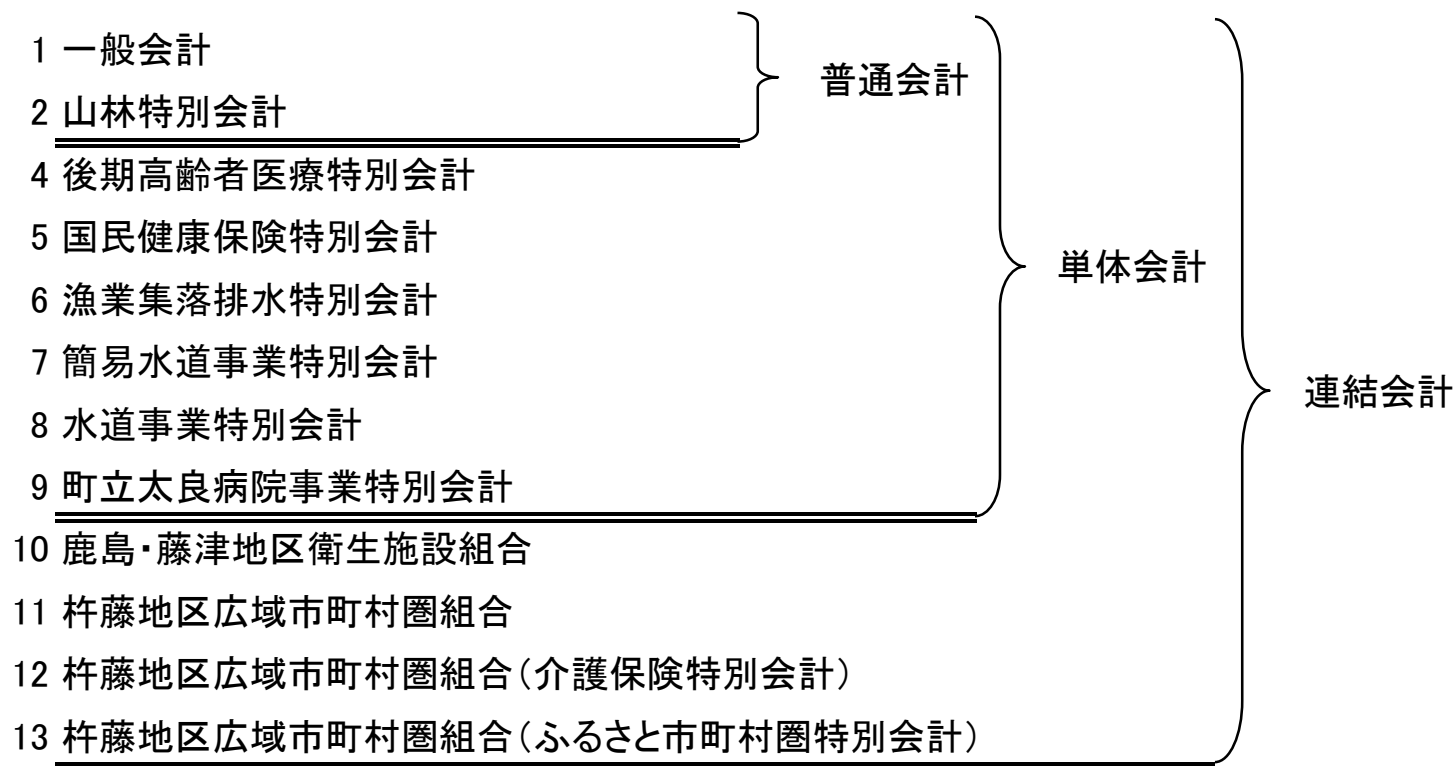 1 一般会計
普通会計
2 山林特別会計
4 後期高齢者医療特別会計
5 国民健康保険特別会計
単体会計
6 漁業集落排水特別会計
7 簡易水道事業特別会計
連結会計
8 水道事業特別会計
9 町立太良病院事業特別会計
10 鹿島・藤津地区衛生施設組合
11 杵藤地区広域市町村圏組合
12 杵藤地区広域市町村圏組合(介護保険特別会計)
13 杵藤地区広域市町村圏組合(ふるさと市町村圏特別会計)